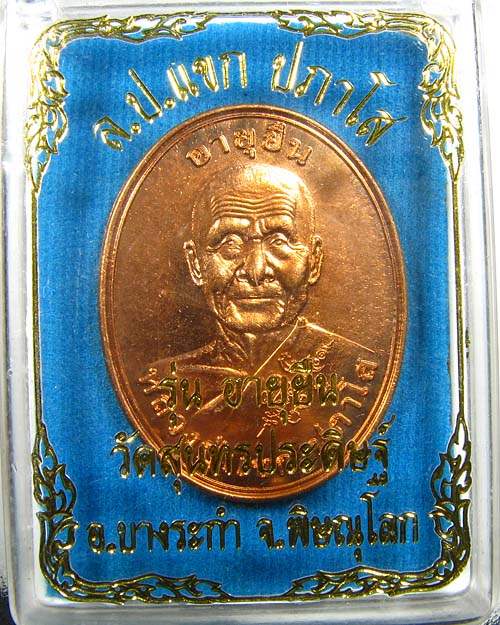 ล.ป.แขก ปภาโส
อายุยืน
รุ่น อายุยืน
วัดสุนทรประดิษฐ์
อ.บางระกำ จ.พิษณุโลก